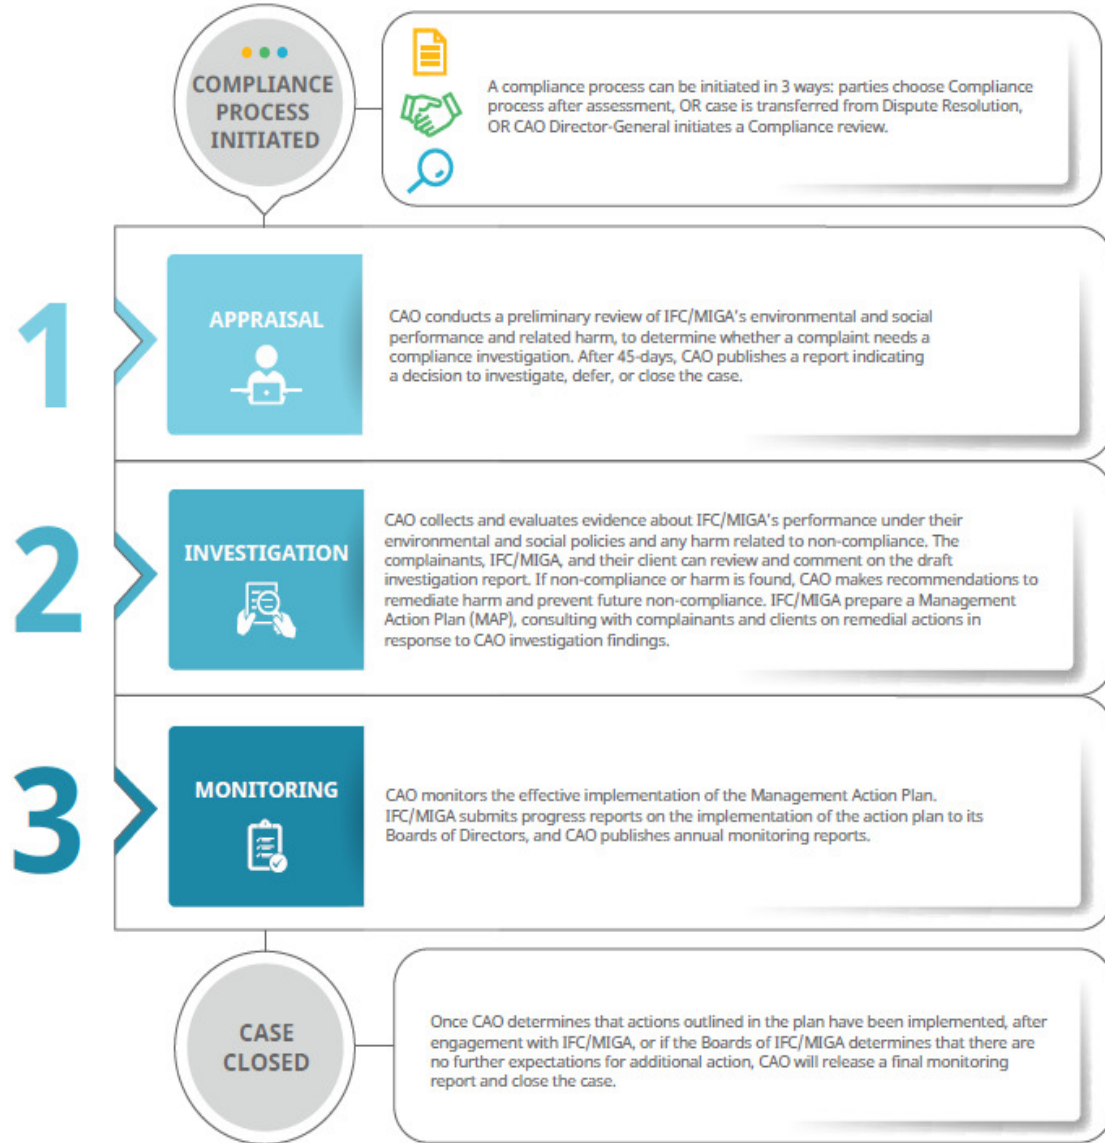 COMPLIANCE
PROCESS
INITIATED
A compliance process can be initiated in 3 ways: parties choose Compliance
process after assessment, OR case is transferred from Dispute Resolution,
OR CAO Director-General initiates a Compliance review.
1
APPRAISAL
CAO conducts a preliminary review of IFC/MIGA's environmental and social
performance and related harm, to determine whether a complaint needs a
compliance investigation. After 45-days, CAO publishes a report indicating
a decision to investigate, defer, or close the case.
2
INVESTIGATION
CAO collects and evaluates evidence about IFC/MIGA's performance under their
environmental and social policies and any harm related to non-compliance. The
complainants, IFC/MIGA, and their client can review and comment on the draft
investigation report. If non-compliance or harm is found, CAO makes recommendations to
remediate harm and prevent future non-compliance. IFC/MIGA prepare a Management
Action Plan (MAP), consulting with complainants and clients on remedial actions in
response to CAO investigation findings.
3
MONITORING
CAO monitors the effective implementation of the Management Action Plan.
IFC/MIGA submits progress reports on the implementation of the action plan to its
Boards of Directors, and CAO publishes annual monitoring reports.
CASE
CLOSED
Once CAO determines that actions outlined in the plan have been implemented, after
engagement with IFC/MIGA, or if the Boards of IFC/MIGA determines that there are
no further expectations for additional action, CAO will release a final monitoring
report and close the case.